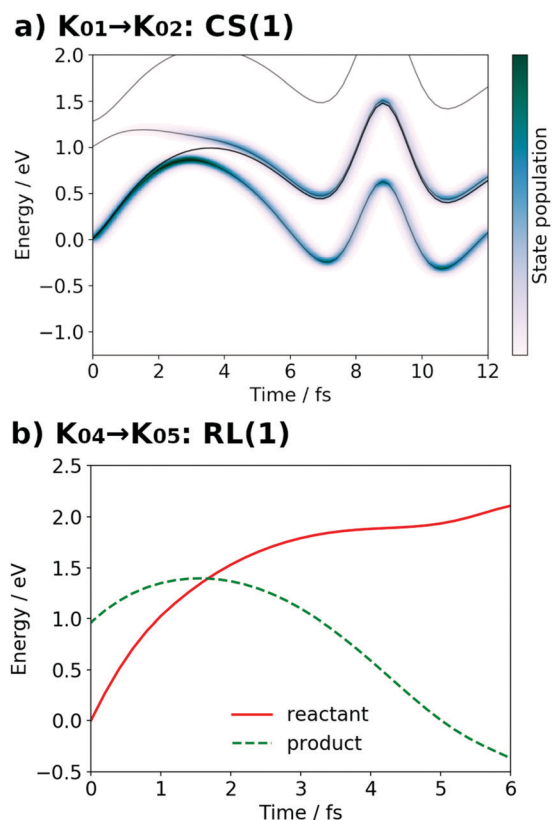 a) K₀₁→K₀₂: CS(1)
2.0
1.5
1.0
0.5
0.0
−0.5
−1.0
Energy / eV
0 2 4 6 8 10 12
Time / fs
State population
b) K₀₄→K₀₅: RL(1)
2.5
2.0
1.5
1.0
0.5
0.0
−0.5
Energy / eV
reactant
product
0 1 2 3 4 5 6
Time / fs